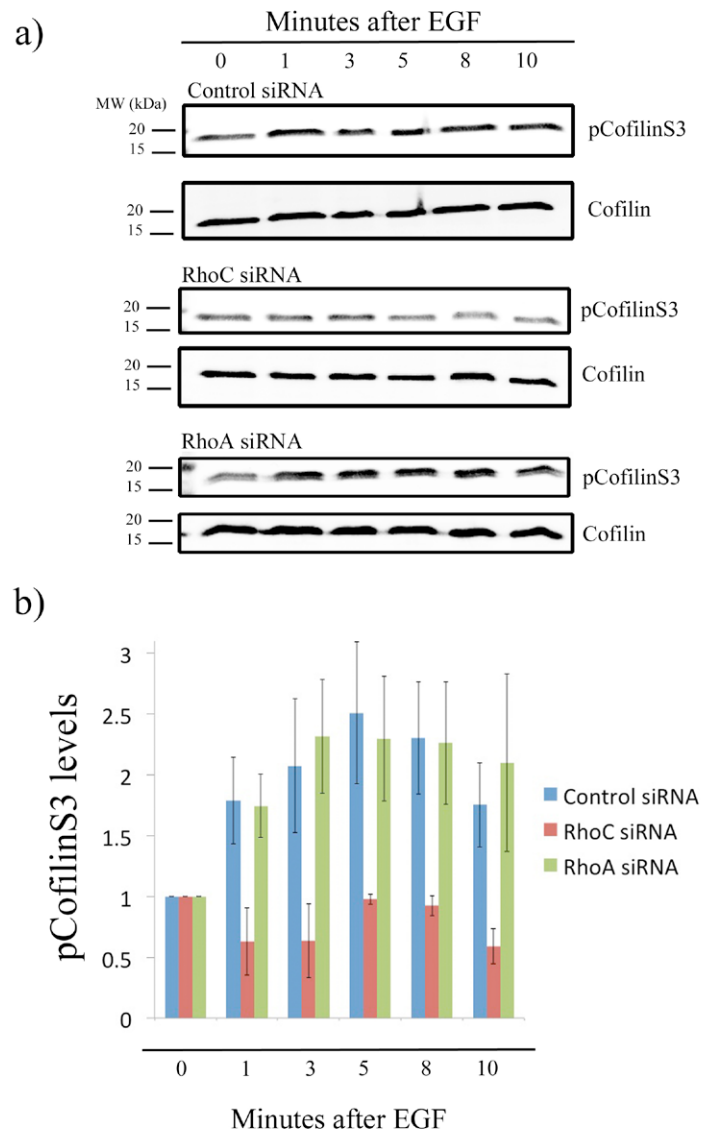 a)
Minutes after EGF
0 1 3 5 8 10
MW (kDa)
Control siRNA
20
15
pCofilinS3
20
15
Cofilin
RhoC siRNA
20
15
pCofilinS3
20
15
Cofilin
RhoA siRNA
20
15
pCofilinS3
20
15
Cofilin
b)
pCofilinS3 levels
3
2.5
2
1.5
1
0.5
0
Control siRNA
RhoC siRNA
RhoA siRNA
0 1 3 5 8 10
Minutes after EGF